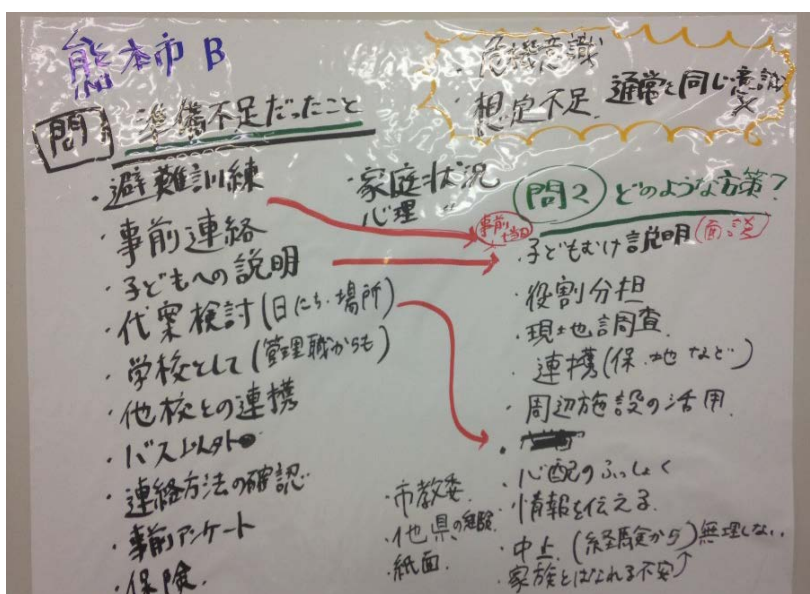 熊本市 B
・危機意識
・想定不足 通常と同じ意識 ×
問1 準備不足だったこと
・避難訓練
・事前連絡
・子どもへの説明
・代案検討(日にち・場所)
・学校として(管理職からも)
・他校との連携
・バス以外
・連絡方法の確認
・事前アンケート
・保険
・家庭状況
心理 〃
問2 どのような方策?
事前
当日
・子どもむけ説明(面談)
・役割分担
・現地調査
・連携(保・地など)
・周辺施設の活用
・心配のふっしょく
・情報を伝える
・中止(経験から)無理しない
・家族とはなれる不安↑
・市教委
・他県の経験
・紙面